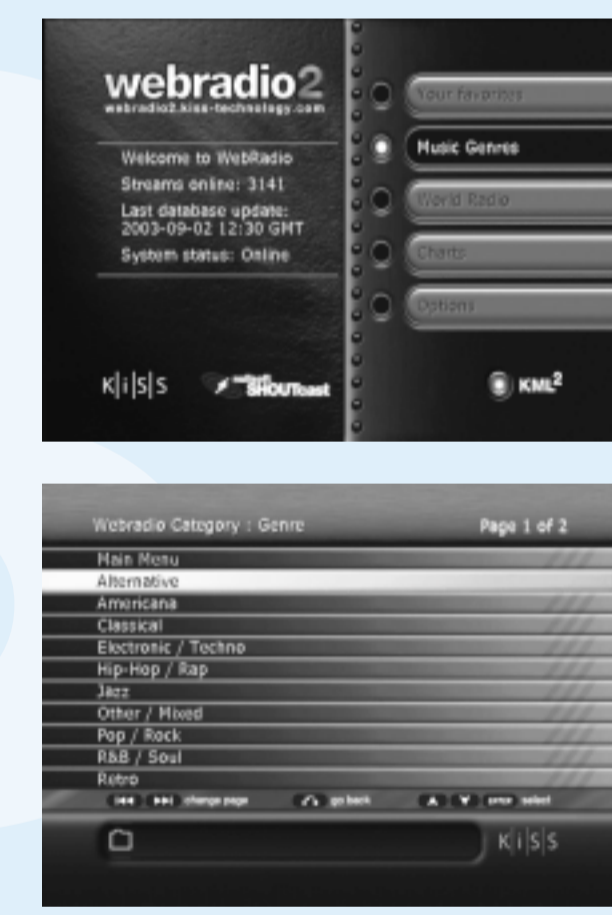 webradio2
webradio2.kiss-technology.com
Welcome to WebRadio
Streams online: 3141
Last database update:
2003-09-02 12:30 GMT
System status: Online
Your favorites
Music Genres
World Radio
Charts
Options
K|i|S|S
SHOUTcast
KML2
Webradio Category : Genre
Page 1 of 2
Main Menu
Alternative
Americana
Classical
Electronic / Techno
Hip-Hop / Rap
Jazz
Other / Mixed
Pop / Rock
R&B / Soul
Retro
change page
go back
ENTER select
K|i|S|S